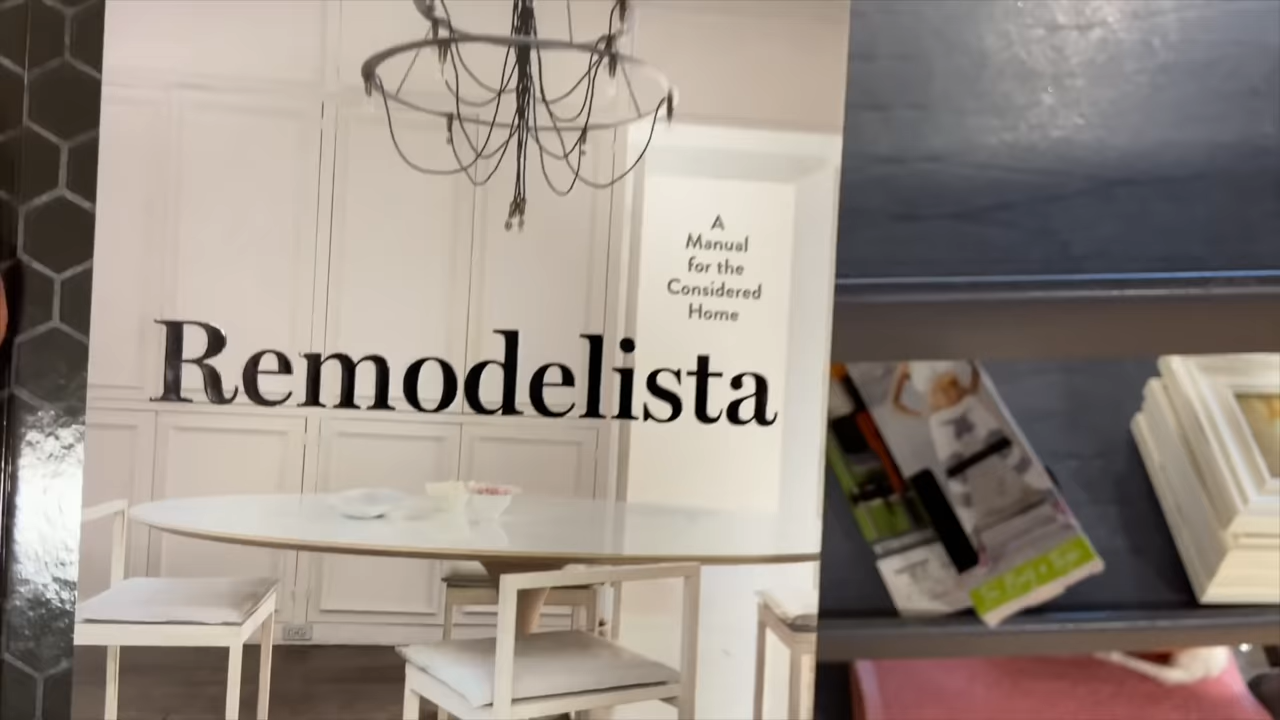 A
Manual
for the
Considered
Home
Remodelista